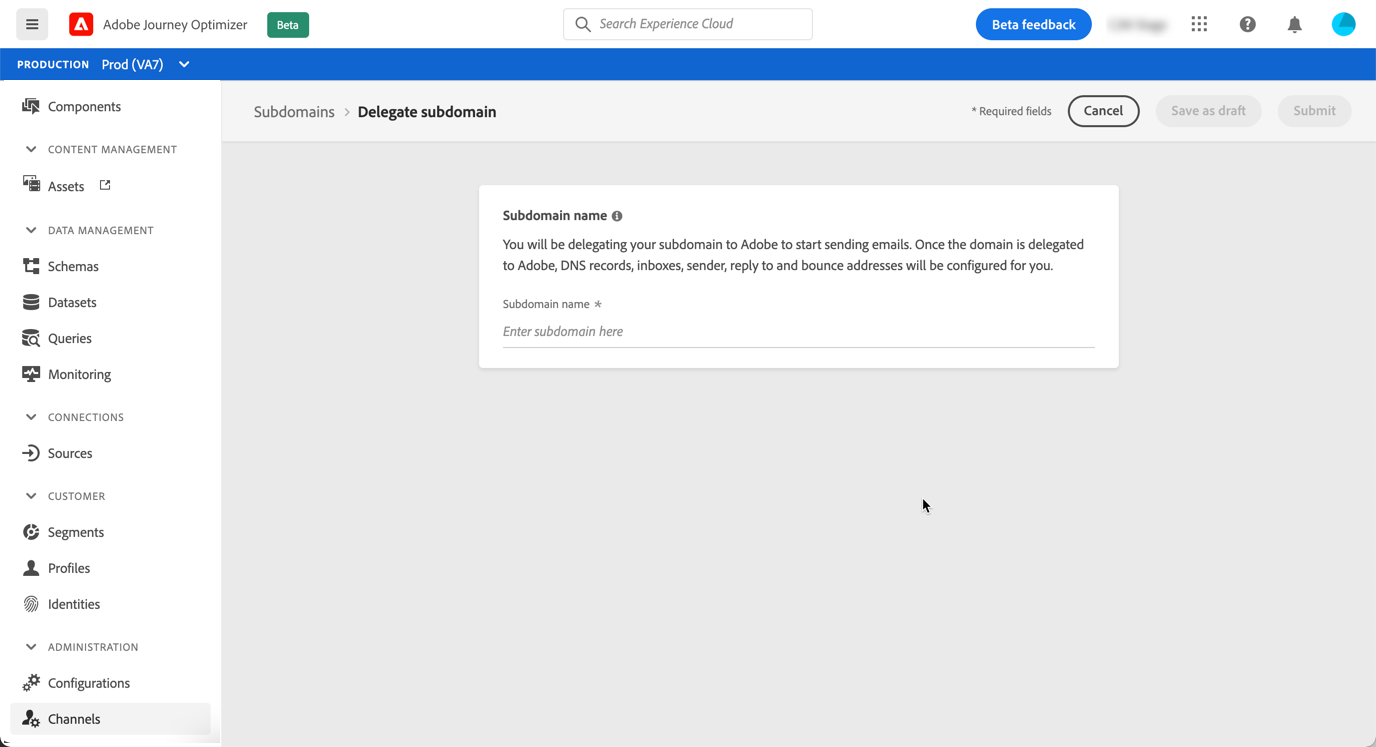 Adobe Journey Optimizer
Beta
Search Experience Cloud
Beta feedback
PRODUCTION Prod (VA7)
Components
CONTENT MANAGEMENT
Assets
DATA MANAGEMENT
Schemas
Datasets
Queries
Monitoring
CONNECTIONS
Sources
CUSTOMER
Segments
Profiles
Identities
ADMINISTRATION
Configurations
Channels
Subdomains > Delegate subdomain
* Required fields
Cancel
Save as draft
Submit
Subdomain name
You will be delegating your subdomain to Adobe to start sending emails. Once the domain is delegated
to Adobe, DNS records, inboxes, sender, reply to and bounce addresses will be configured for you.
Subdomain name *
Enter subdomain here